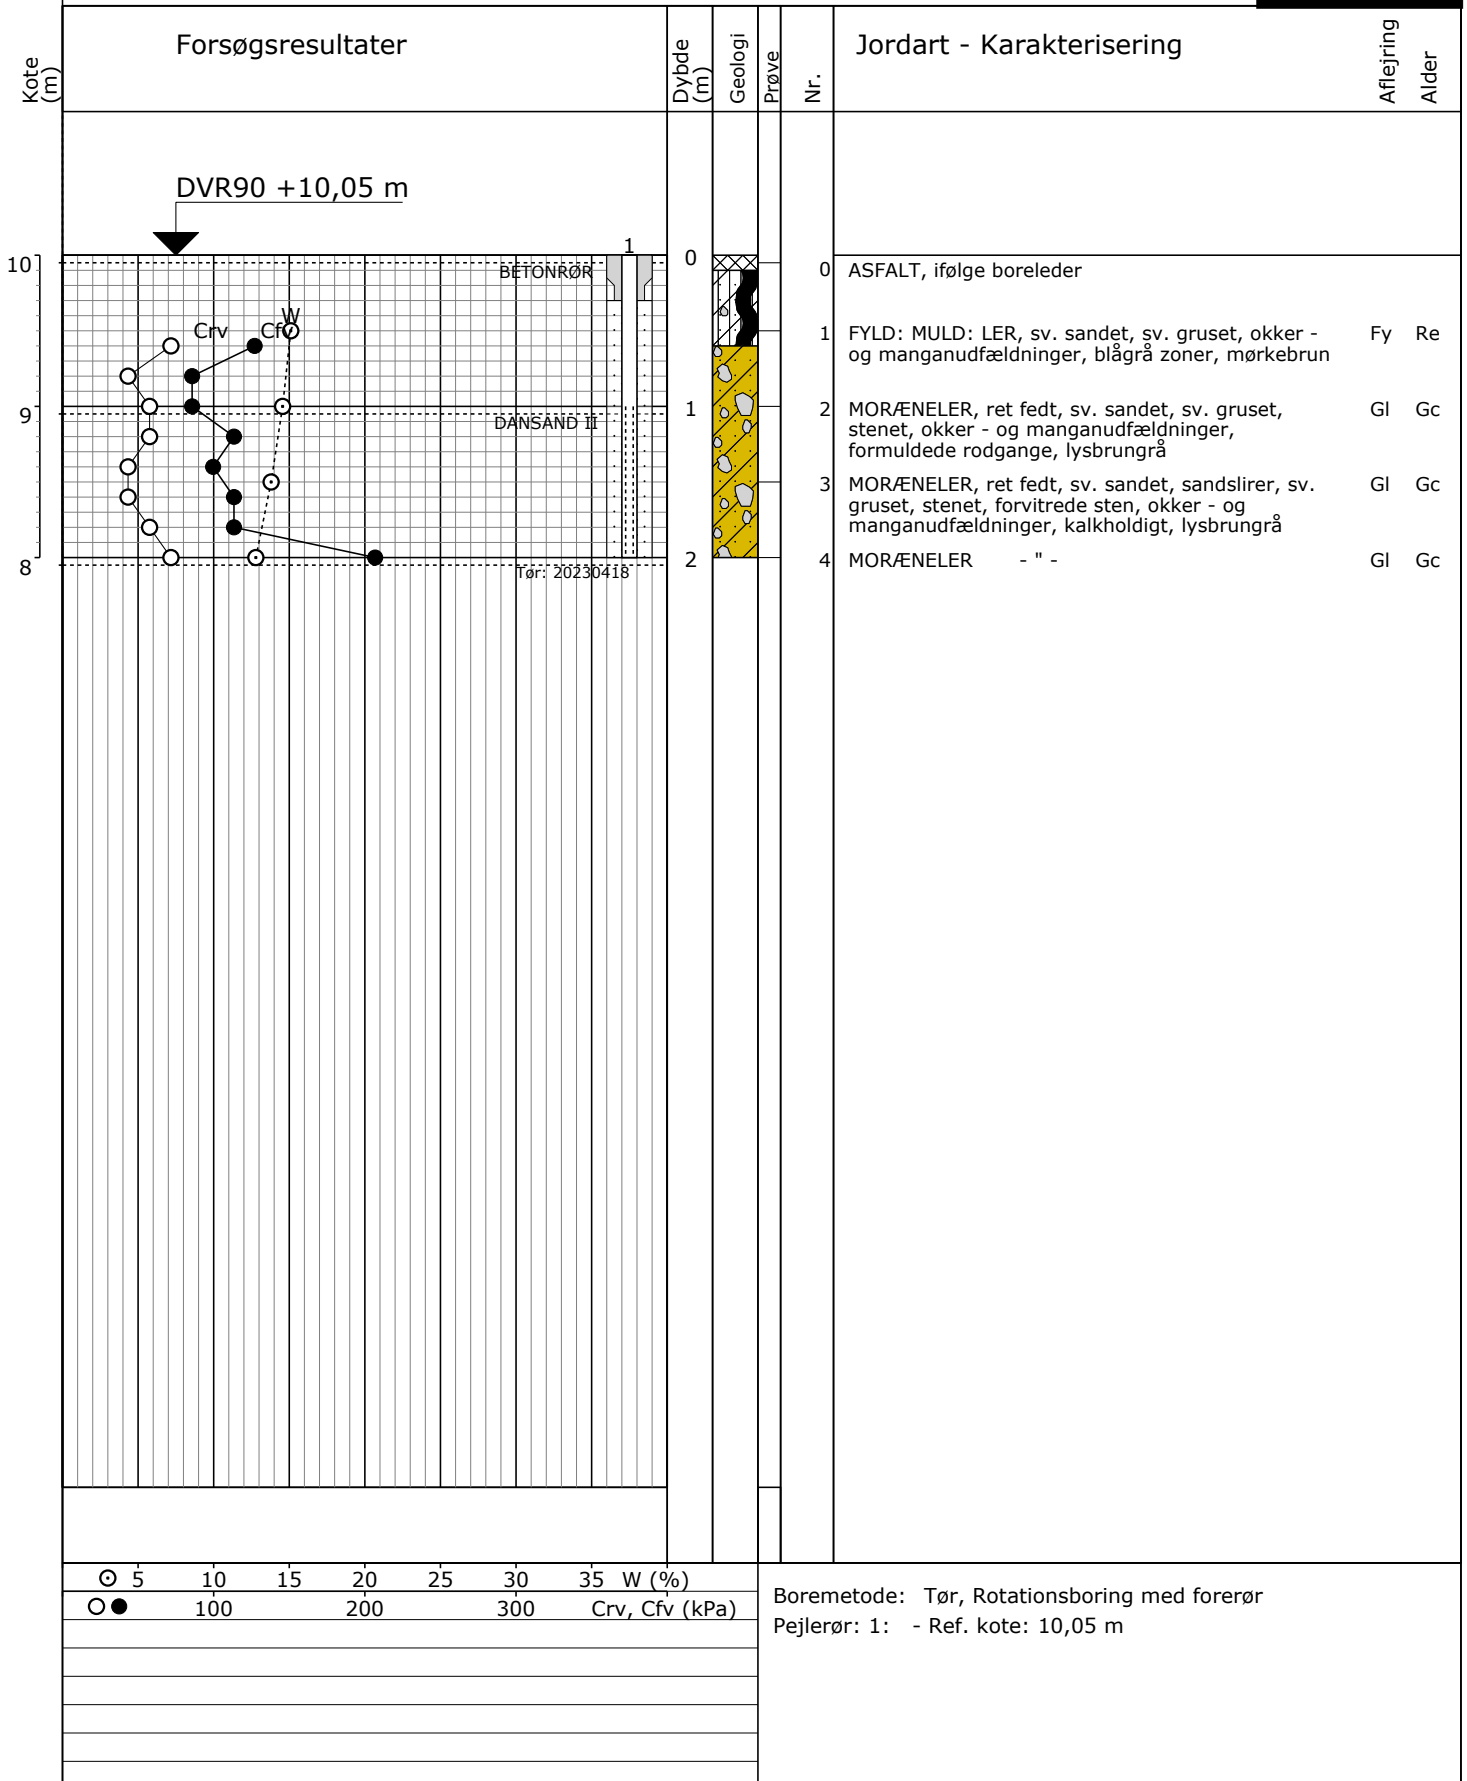 Forsøgsresultater
Kote (m)
Dybde (m)
Geologi
Prøve
Nr.
Jordart - Karakterisering
Aflejring
Alder
DVR90 +10,05 m
1
10
BETONRØR
0
0 ASFALT, ifølge boreleder
W
Crv Cfv
1 FYLD: MULD: LER, sv. sandet, sv. gruset, okker - Fy Re
og manganudfældninger, blågrå zoner, mørkebrun
9
DANSAND II
1
2 MORÆNELER, ret fedt, sv. sandet, sv. gruset, Gl Gc
stenet, okker - og manganudfældninger,
formuldede rodgange, lysbrungrå
3 MORÆNELER, ret fedt, sv. sandet, sandslirer, sv. Gl Gc
gruset, stenet, forvitrede sten, okker - og
manganudfældninger, kalkholdigt, lysbrungrå
8
Tør: 20230418
2
4 MORÆNELER - " - Gl Gc
5 10 15 20 25 30 35 W (%)
100 200 300 Crv, Cfv (kPa)
Boremetode: Tør, Rotationsboring med forerør
Pejlerør: 1: - Ref. kote: 10,05 m